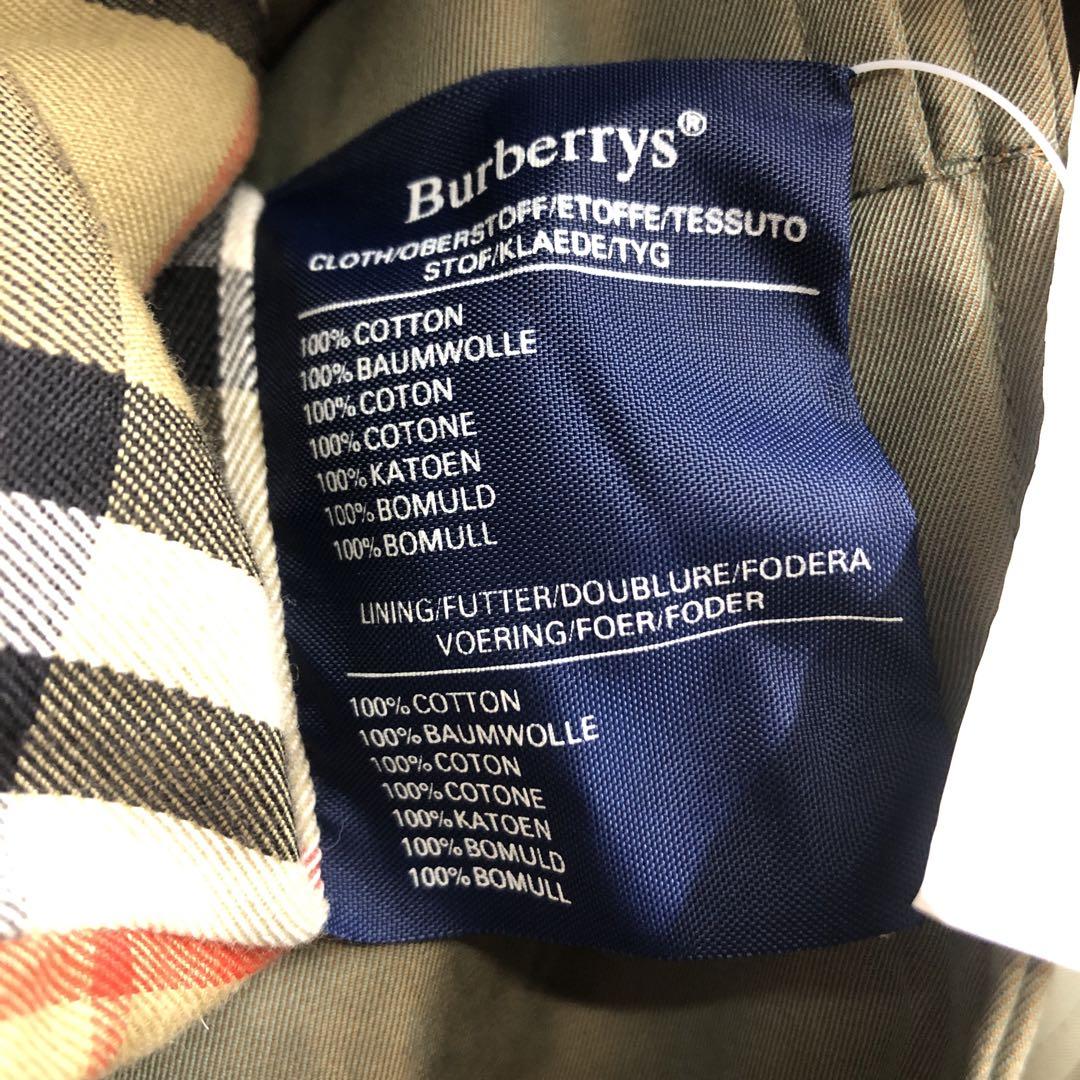 Burberrys®
CLOTH/OBERSTOFF/ETOFFE/TESSUTO
STOF/KLAEDE/TYG
100% COTTON
100% BAUMWOLLE
100% COTON
100% COTONE
100% KATOEN
100% BOMULD
100% BOMULL
LINING/FUTTER/DOUBLURE/FODERA
VOERING/FOER/FODER
100% COTTON
100% BAUMWOLLE
100% COTON
100% COTONE
100% KATOEN
100% BOMULD
100% BOMULL